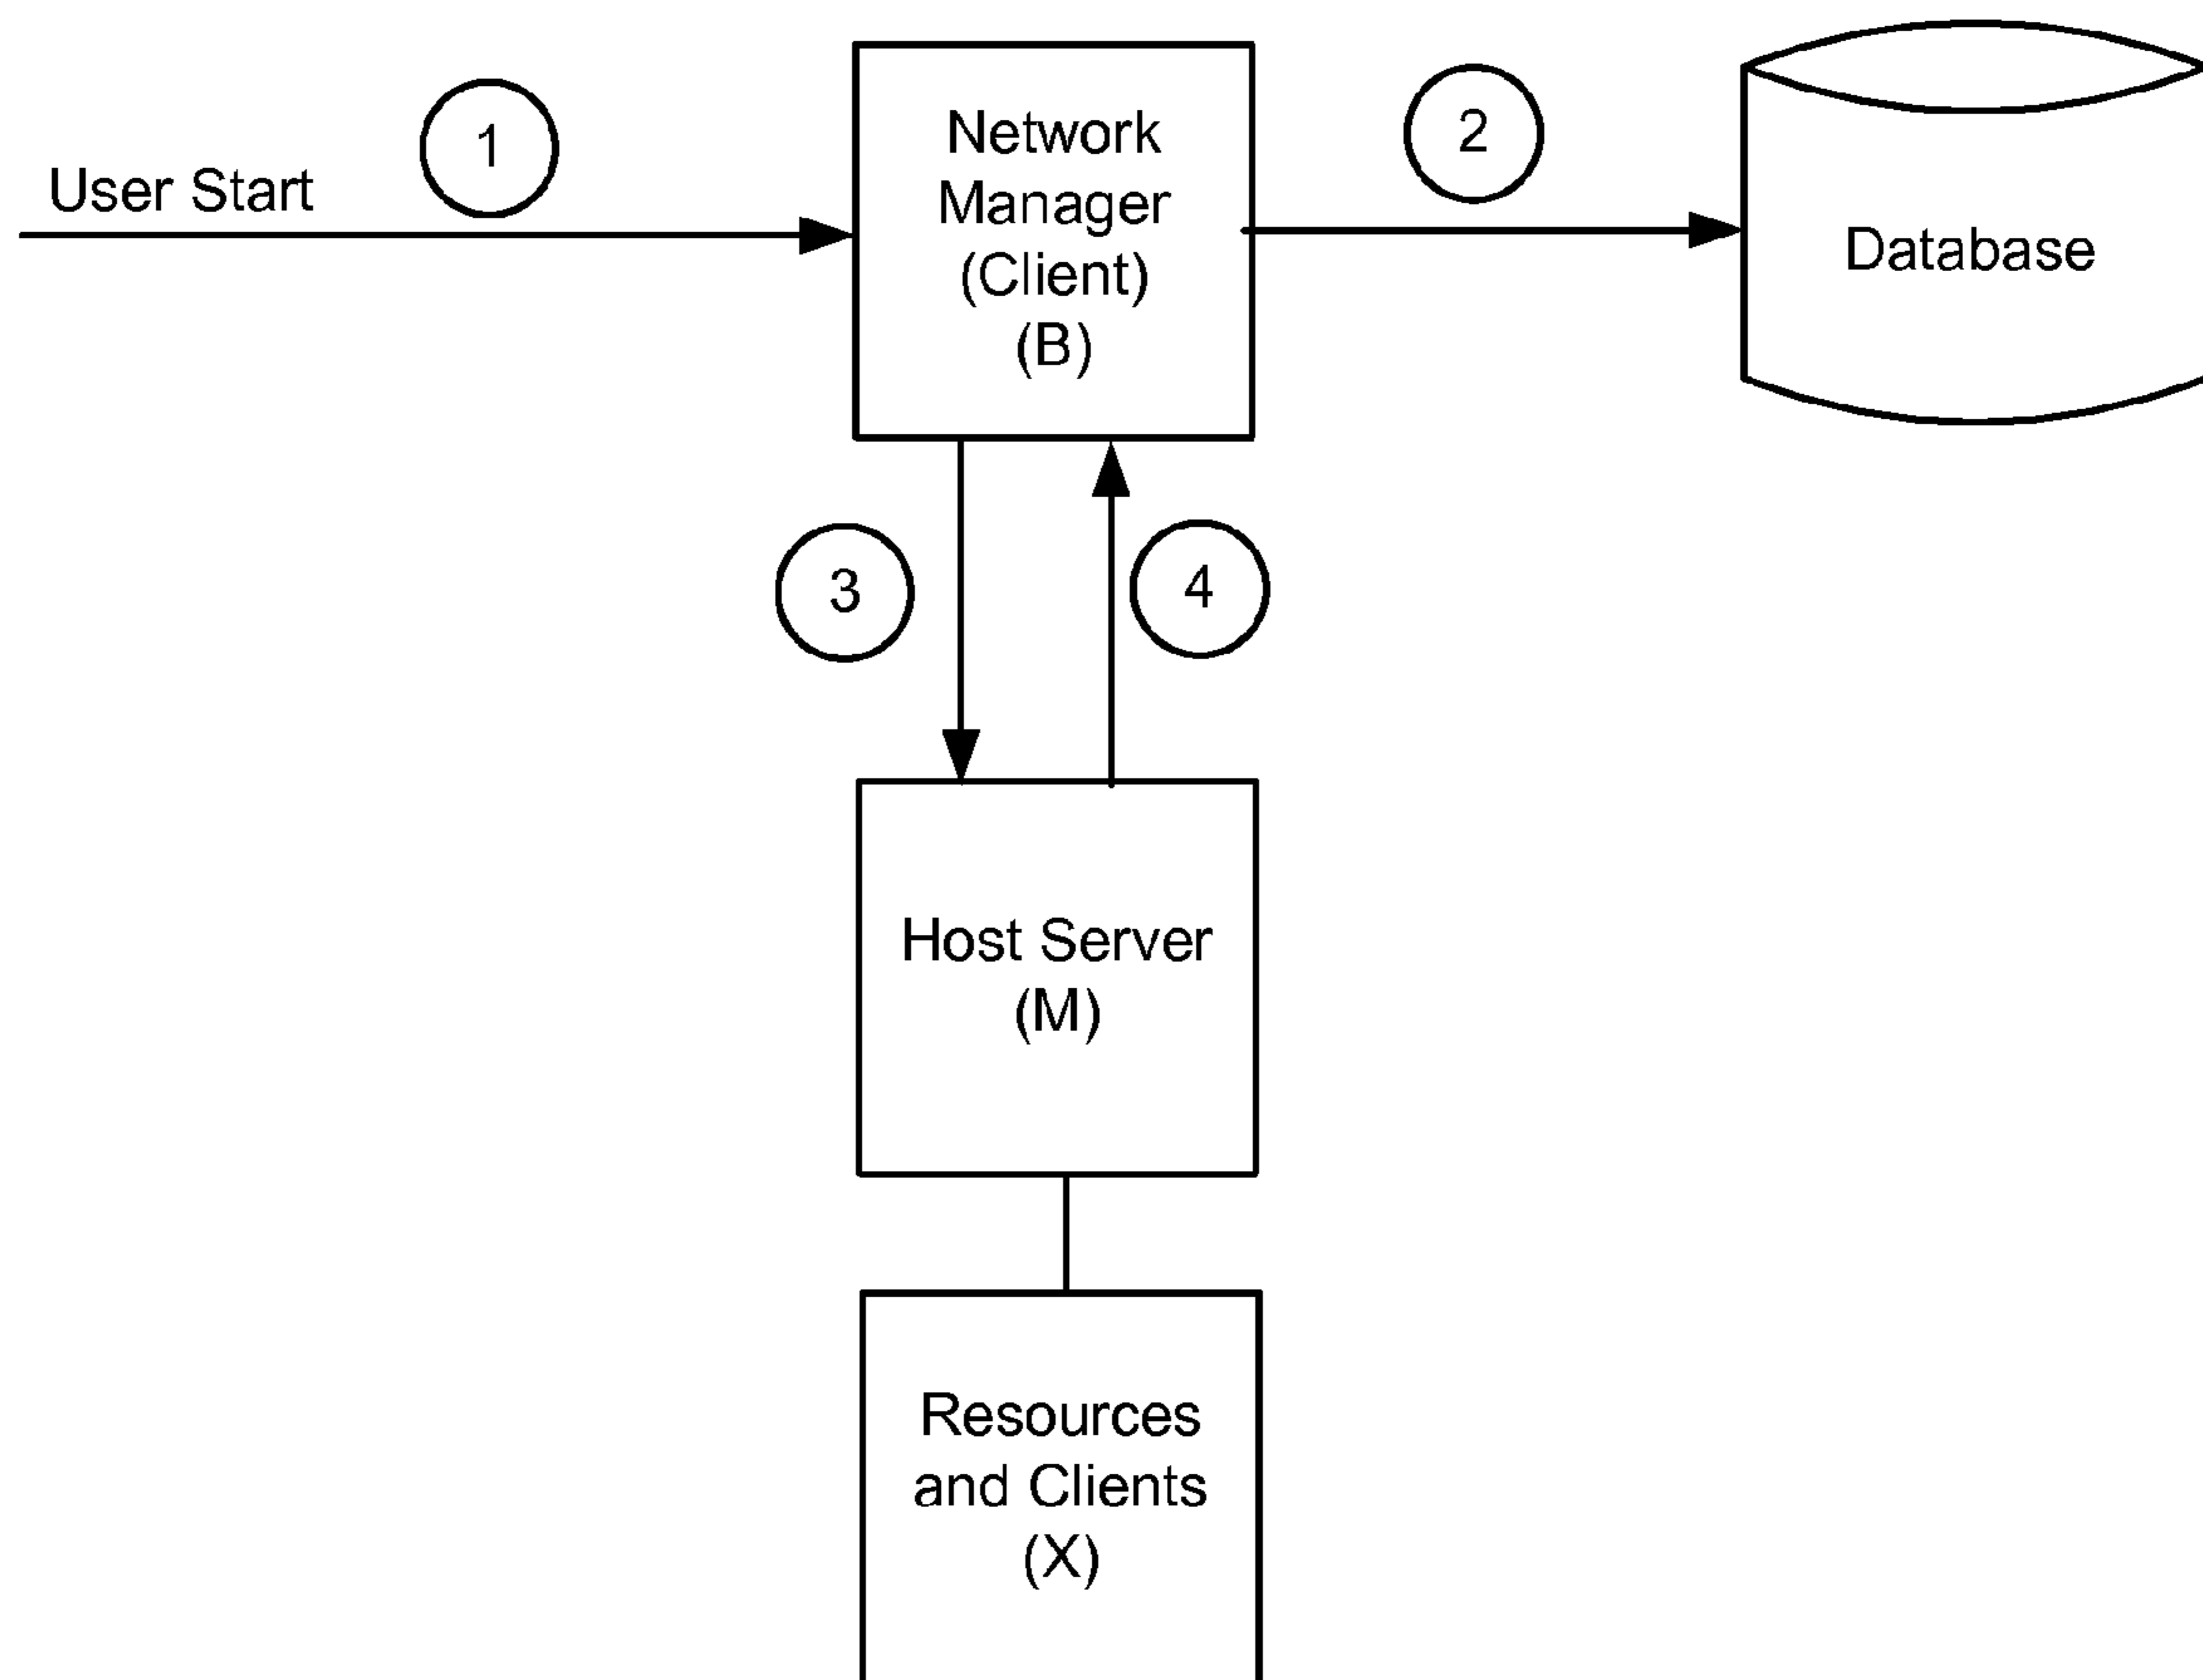 User Start
1
Network
Manager
(Client)
(B)
2
Database
3
4
Host Server
(M)
Resources
and Clients
(X)